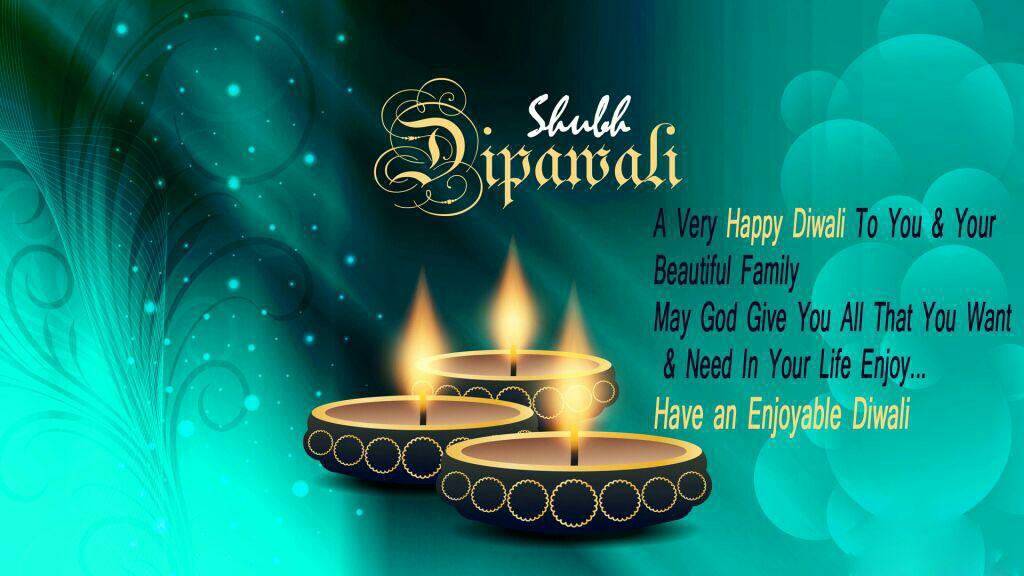 Shubh
Dipawali
A Very Happy Diwali To You & Your
Beautiful Family
May God Give You All That You Want
& Need In Your Life Enjoy...
Have an Enjoyable Diwali